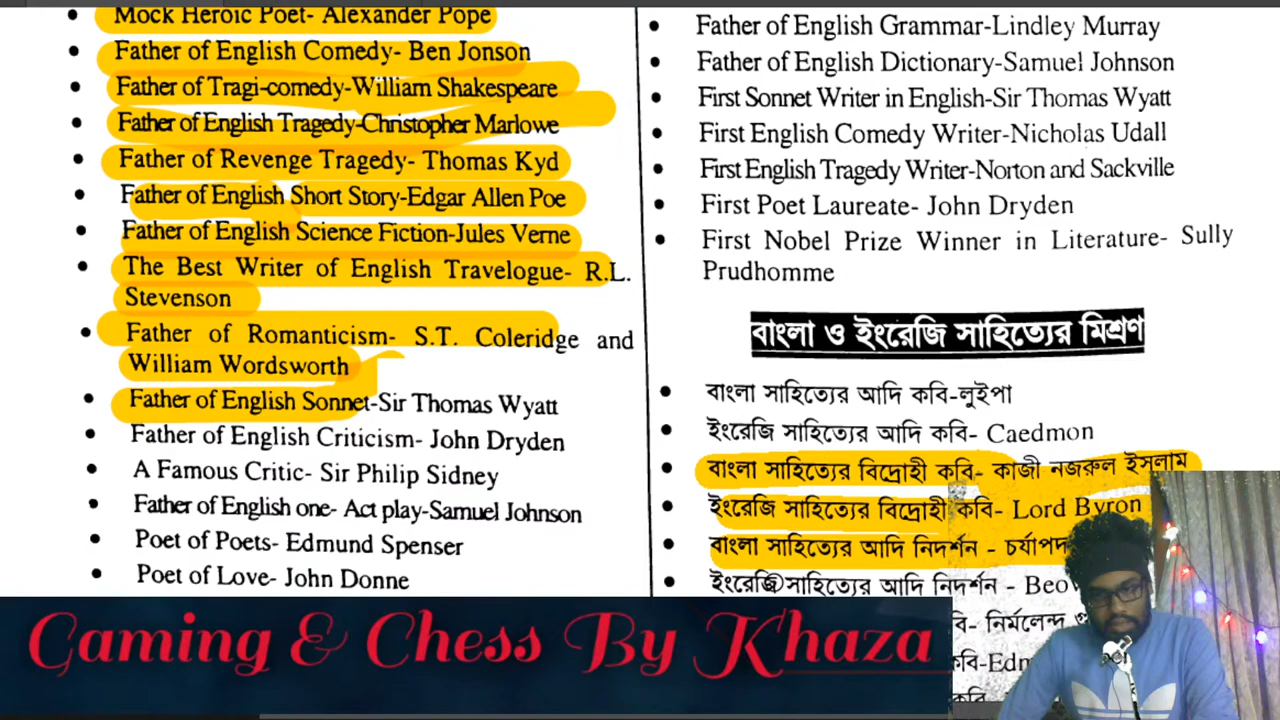 Mock Heroic Poet- Alexander Pope
Father of English Comedy- Ben Jonson
Father of Tragi-comedy-William Shakespeare
Father of English Tragedy-Christopher Marlowe
Father of Revenge Tragedy- Thomas Kyd
Father of English Short Story-Edgar Allen Poe
Father of English Science Fiction-Jules Verne
The Best Writer of English Travelogue- R.L.
Stevenson
Father of Romanticism- S.T. Coleridge and
William Wordsworth
Father of English Sonnet-Sir Thomas Wyatt
Father of English Criticism- John Dryden
A Famous Critic- Sir Philip Sidney
Father of English one- Act play-Samuel Johnson
Poet of Poets- Edmund Spenser
Poet of Love- John Donne
Father of English Grammar-Lindley Murray
Father of English Dictionary-Samuel Johnson
First Sonnet Writer in English-Sir Thomas Wyatt
First English Comedy Writer-Nicholas Udall
First English Tragedy Writer-Norton and Sackville
First Poet Laureate- John Dryden
First Nobel Prize Winner in Literature- Sully
Prudhomme
বাংলা ও ইংরেজি সাহিত্যের মিশ্রণ
বাংলা সাহিত্যের আদি কবি-লুইপা
ইংরেজি সাহিত্যের আদি কবি- Caedmon
বাংলা সাহিত্যের বিদ্রোহী কবি- কাজী নজরুল ইসলাম
ইংরেজি সাহিত্যের বিদ্রোহী কবি- Lord Byron
বাংলা সাহিত্যের আদি নিদর্শন - চর্যাপদ
ইংরেজি সাহিত্যের আদি নিদর্শন -
নির্মলেন্দু
Gaming & Chess By Khaza